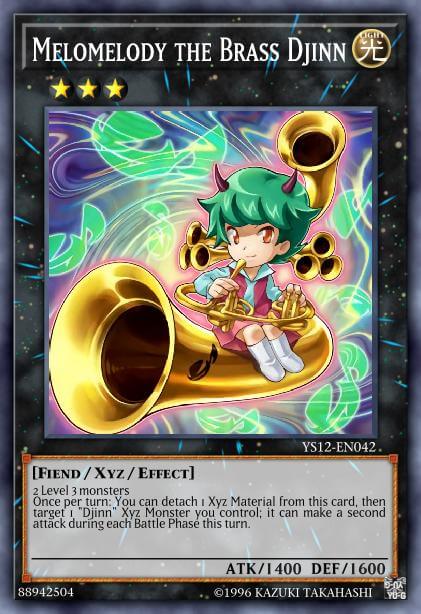 MELOMELODY THE BRASS DJINN
LIGHT
光
YS12-EN042
[FIEND / XYZ / EFFECT]
2 Level 3 monsters
Once per turn: You can detach 1 Xyz Material from this card, then
target 1 "Djinn" Xyz Monster you control; it can make a second
attack during each Battle Phase this turn.
ATK/1400 DEF/1600
88942504
©1996 KAZUKI TAKAHASHI